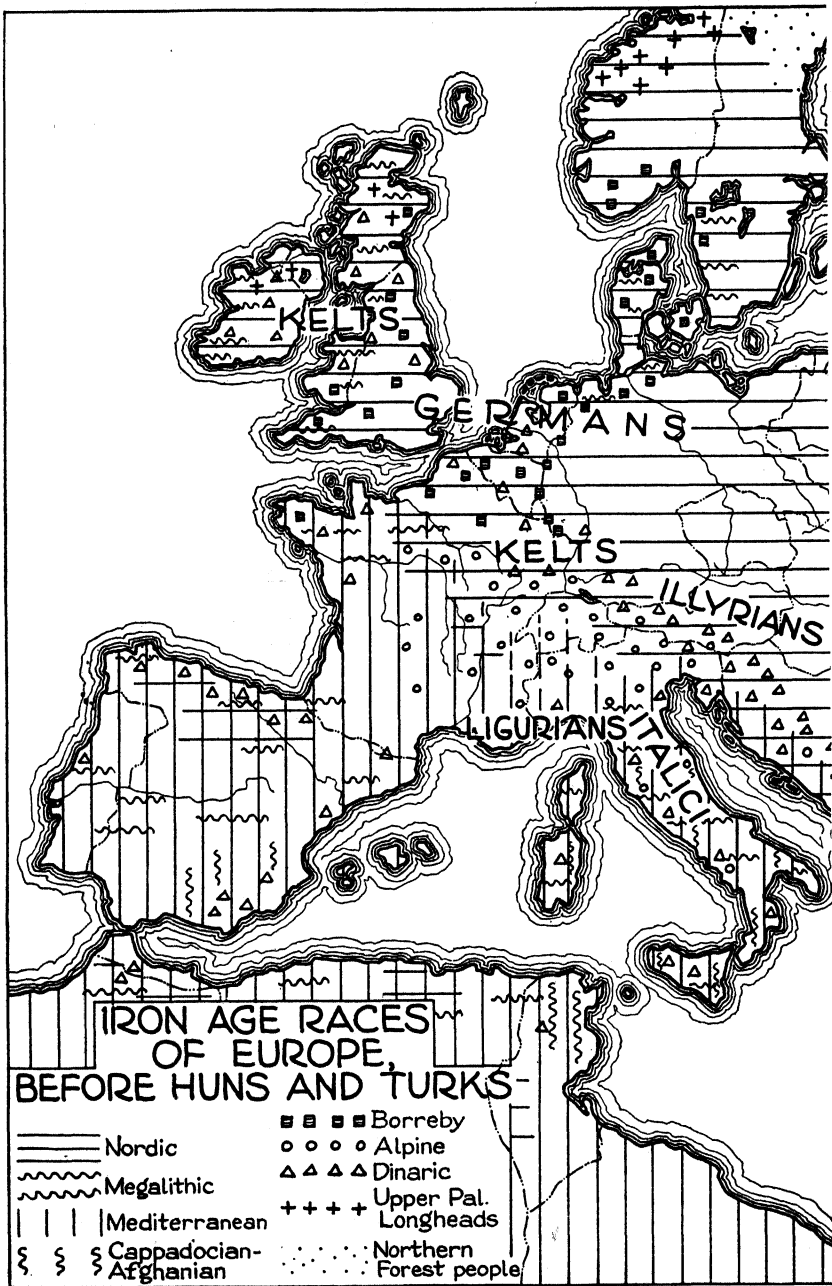 KELTS
GERMANS
KELTS
ILLYRIANS
LIGURIANS
ITALICI
IRON AGE RACES
OF EUROPE,
BEFORE HUNS AND TURKS
Nordic
Megalithic
Mediterranean
Cappadocian-
Afghanian
Borreby
Alpine
Dinaric
Upper Pal.
Longheads
Northern
Forest people